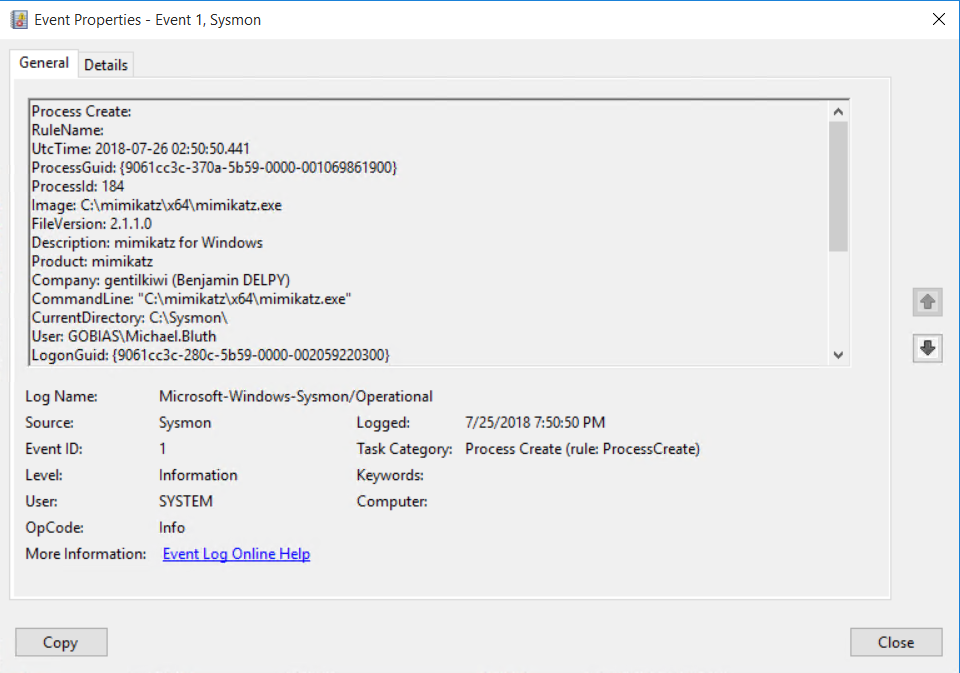 Event Properties - Event 1, Sysmon
General Details
Process Create:
RuleName:
UtcTime: 2018-07-26 02:50:50.441
ProcessGuid: {9061cc3c-370a-5b59-0000-001069861900}
ProcessId: 184
Image: C:\mimikatz\x64\mimikatz.exe
FileVersion: 2.1.1.0
Description: mimikatz for Windows
Product: mimikatz
Company: gentilkiwi (Benjamin DELPY)
CommandLine: "C:\mimikatz\x64\mimikatz.exe"
CurrentDirectory: C:\Sysmon\
User: GOBIAS\Michael.Bluth
LogonGuid: {9061cc3c-280c-5b59-0000-002059220300}
Log Name: Microsoft-Windows-Sysmon/Operational
Source: Sysmon Logged: 7/25/2018 7:50:50 PM
Event ID: 1 Task Category: Process Create (rule: ProcessCreate)
Level: Information Keywords:
User: SYSTEM Computer:
OpCode: Info
More Information: Event Log Online Help
Copy Close